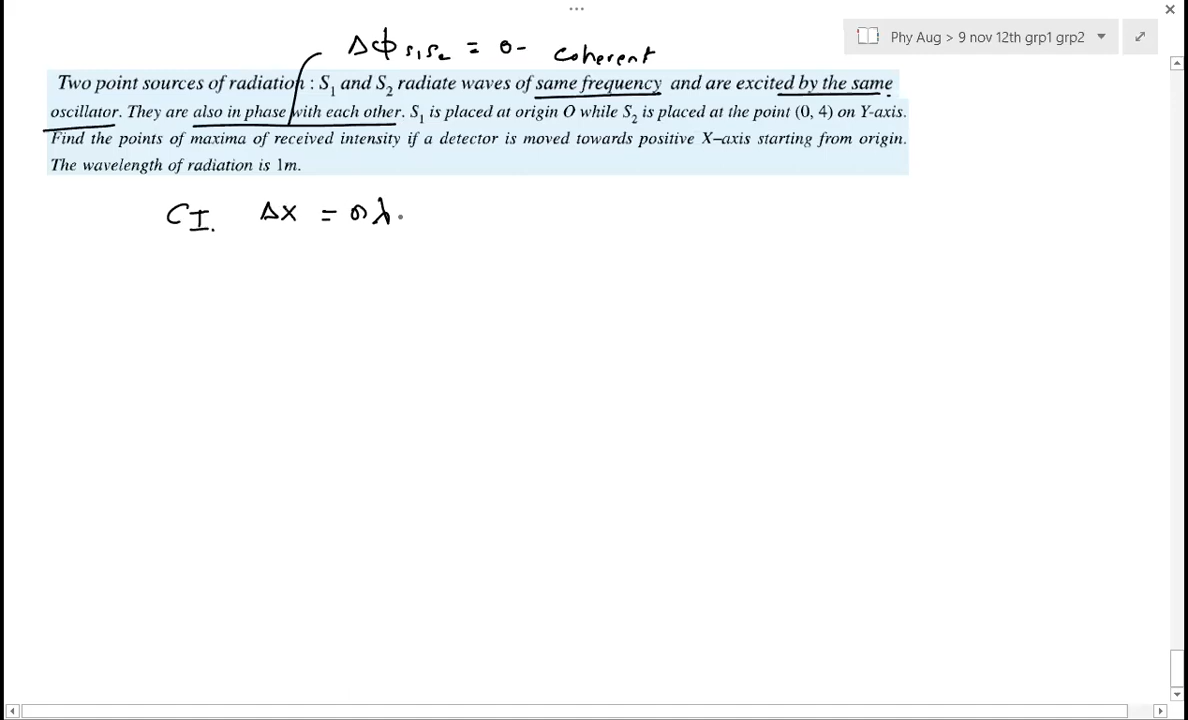 Phy Aug > 9 nov 12th grp1 grp2
Δϕ S₁S₂ = 0- coherent
Two point sources of radiation : S₁ and S₂ radiate waves of same frequency and are excited by the same
oscillator. They are also in phase with each other. S₁ is placed at origin O while S₂ is placed at the point (0, 4) on Y-axis.
Find the points of maxima of received intensity if a detector is moved towards positive X–axis starting from origin.
The wavelength of radiation is 1m.
CI. Δx = nλ.